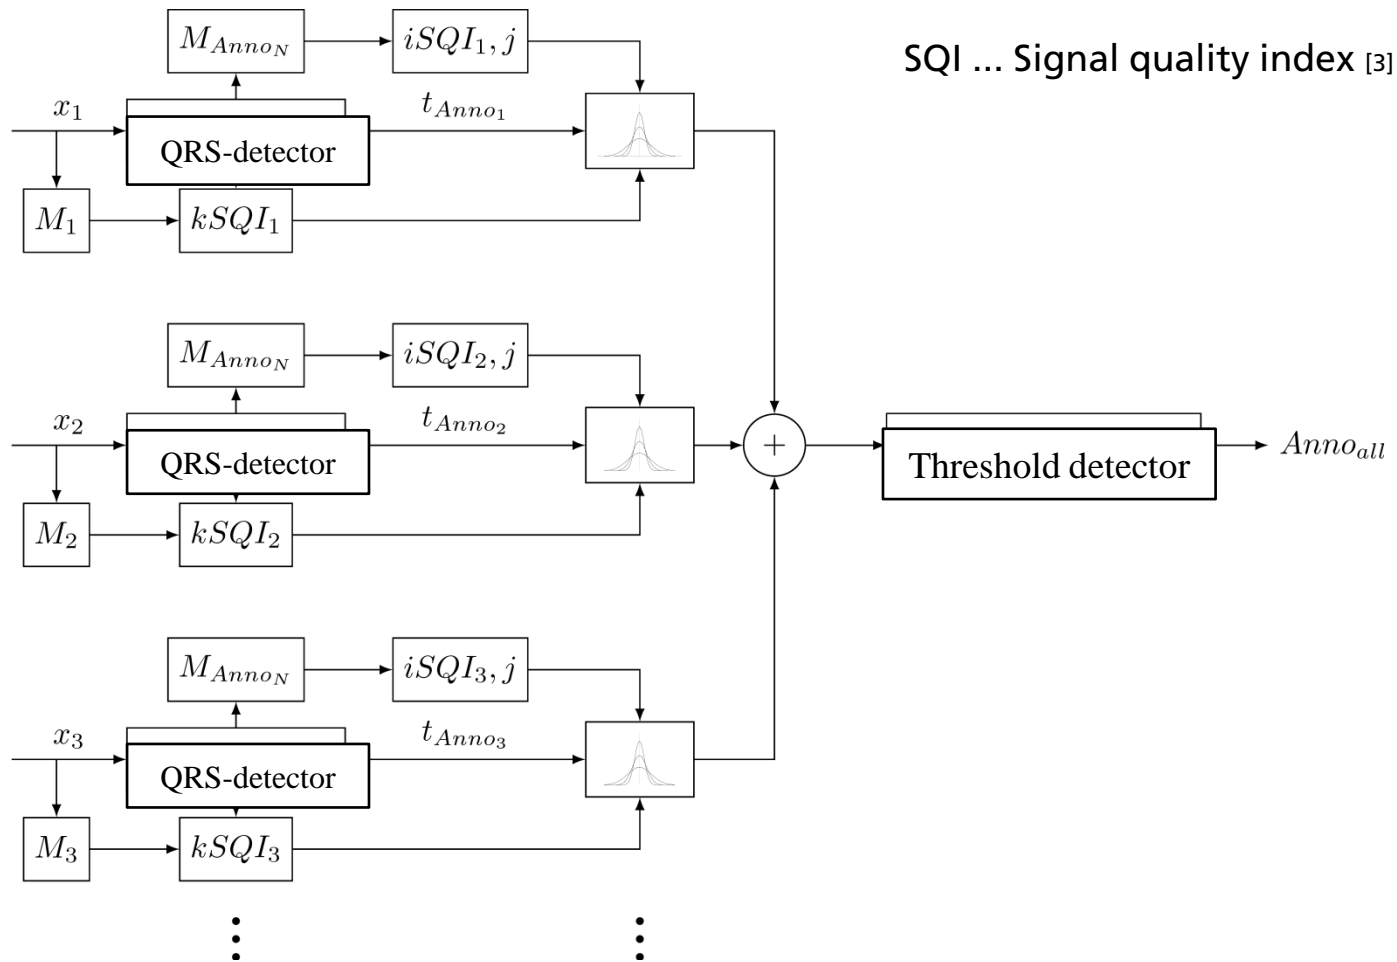 SQI ... Signal quality index [3]
M_{Anno_N}
iSQI_1, j
x_1
QRS-detector
t_{Anno_1}
M_1
kSQI_1
M_{Anno_N}
iSQI_2, j
x_2
QRS-detector
t_{Anno_2}
M_2
kSQI_2
+
Threshold detector
Anno_{all}
M_{Anno_N}
iSQI_3, j
x_3
QRS-detector
t_{Anno_3}
M_3
kSQI_3